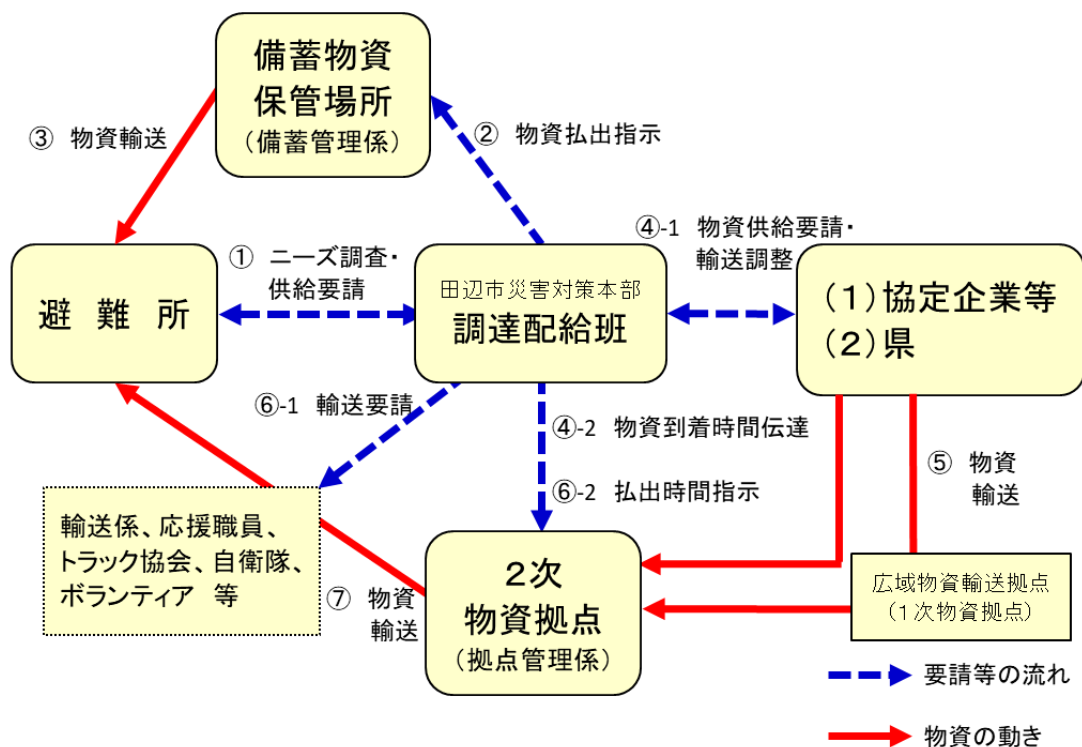 備蓄物資
保管場所
（備蓄管理係）
③ 物資輸送
② 物資払出指示
① ニーズ調査・
供給要請
④-1 物資供給要請・
輸送調整
避 難 所
田辺市災害対策本部
調達配給班
（１）協定企業等
（２）県
⑥-1 輸送要請
④-2 物資到着時間伝達
⑥-2 払出時間指示
⑤ 物資
輸送
輸送係、応援職員、
トラック協会、自衛隊、
ボランティア 等
⑦ 物資
輸送
２次
物資拠点
（拠点管理係）
広域物資輸送拠点
（１次物資拠点）
要請等の流れ
物資の動き